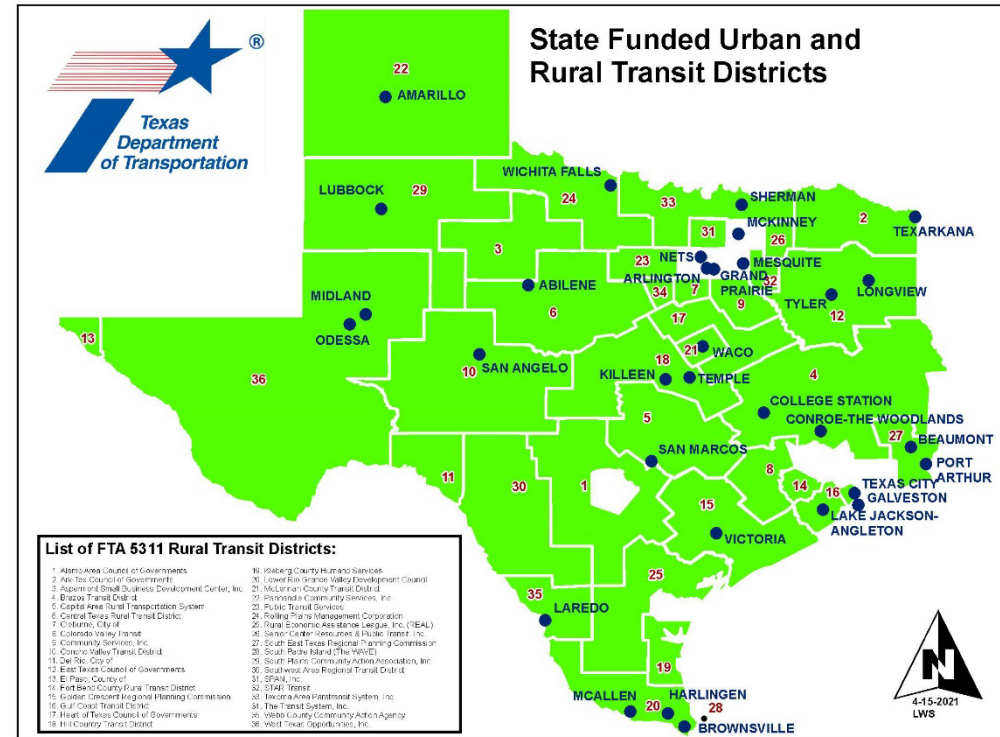 State Funded Urban and
Rural Transit Districts
®
Texas
Department
of Transportation
22
AMARILLO
LUBBOCK
29
WICHITA FALLS
24
33
SHERMAN
MCKINNEY
31
2
TEXARKANA
26
3
NETS
MESQUITE
23
ARLINGTON
GRAND
PRAIRIE
32
34
7
9
LONGVIEW
TYLER
12
ABILENE
6
MIDLAND
ODESSA
13
36
17
21
WACO
SAN ANGELO
10
18
KILLEEN
TEMPLE
4
COLLEGE STATION
CONROE-THE WOODLANDS
5
27
BEAUMONT
SAN MARCOS
PORT
ARTHUR
11
30
1
8
14
16
TEXAS CITY
GALVESTON
LAKE JACKSON-
ANGLETON
15
VICTORIA
25
35
LAREDO
19
MCALLEN
HARLINGEN
20
28
BROWNSVILLE
List of FTA 5311 Rural Transit Districts:
1. Alamo Area Council of Governments
2. Ark-Tex Council of Governments
3. Aspermont Small Business Development Center, Inc.
4. Brazos Transit District
5. Capital Area Rural Transportation System
6. Central Texas Rural Transit District
7. Cleburne, City of
8. Colorado Valley Transit
9. Community Services, Inc.
10. Concho Valley Transit District
11. Del Rio, City of
12. East Texas Council of Governments
13. El Paso, County of
14. Fort Bend County Rural Transit District
15. Golden Crescent Regional Planning Commission
16. Gulf Coast Transit District
17. Heart of Texas Council of Governments
18. Hill Country Transit District
19. Kleberg County Humand Services
20. Lower Rio Grande Valley Development Council
21. McLennan County Transit District
22. Panhandle Community Services, Inc.
23. Public Transit Services
24. Rolling Plains Management Corporation
25. Rural Economic Assistance League, Inc. (REAL)
26. Senior Center Resources & Public Transit, Inc.
27. South East Texas Regional Planning Commission
28. South Padre Island (The WAVE)
29. South Plains Community Action Association, Inc.
30. Southwest Area Regional Transit District
31. SPAN, Inc.
32. STAR Transit
33. Texoma Area Paratransit System, Inc.
34. The Transit System, Inc.
35. Webb County Community Action Agency
36. West Texas Opportunities, Inc.
N
4-15-2021
LWS